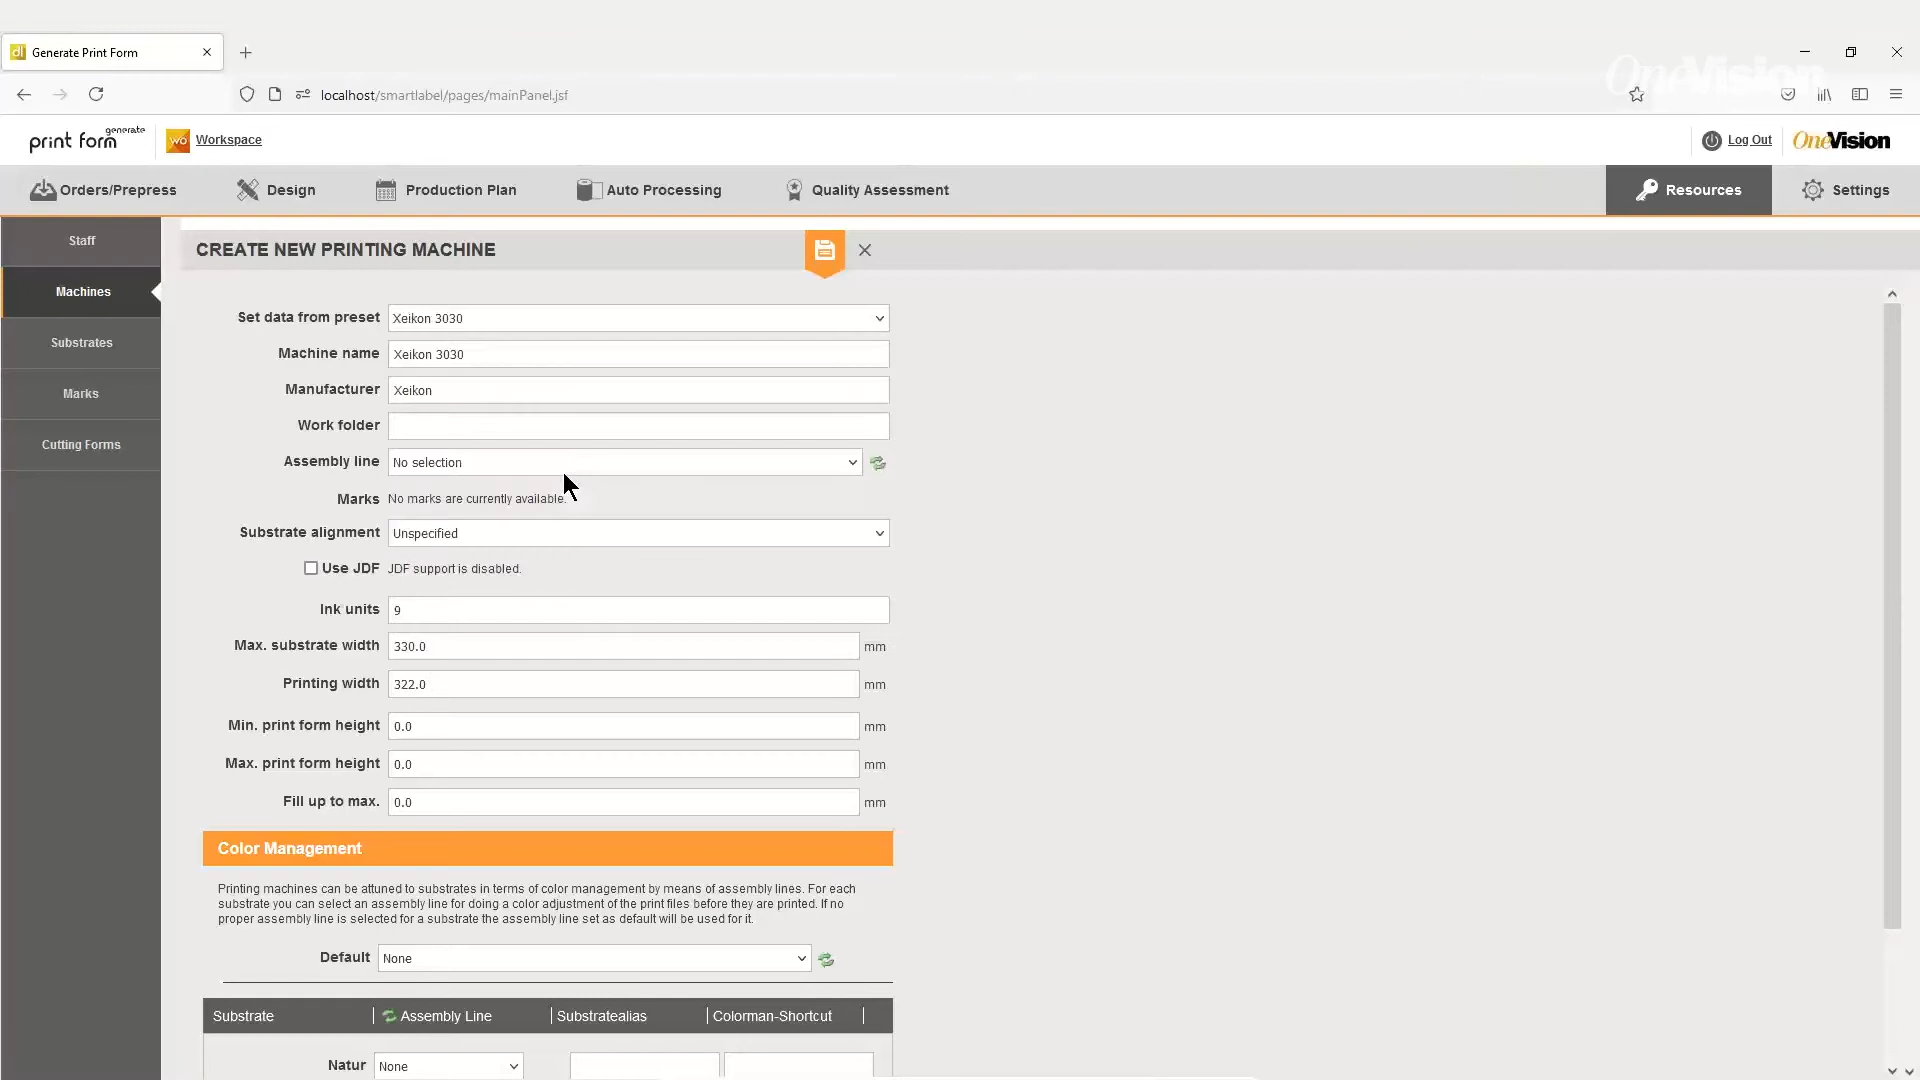 OneVision
Generate Print Form
localhost/smartlabel/pages/mainPanel.jsf
generate
print form
wo
Workspace
Log Out
OneVision
Orders/Prepress
Design
Production Plan
Auto Processing
Quality Assessment
Resources
Settings
Staff
Machines
Substrates
Marks
Cutting Forms
CREATE NEW PRINTING MACHINE
Set data from preset Xeikon 3030
Machine name Xeikon 3030
Manufacturer Xeikon
Work folder
Assembly line No selection
Marks No marks are currently available.
Substrate alignment Unspecified
Use JDF JDF support is disabled.
Ink units 9
Max. substrate width 330.0 mm
Printing width 322.0 mm
Min. print form height 0.0 mm
Max. print form height 0.0 mm
Fill up to max. 0.0 mm
Color Management
Printing machines can be attuned to substrates in terms of color management by means of assembly lines. For each
substrate you can select an assembly line for doing a color adjustment of the print files before they are printed. If no
proper assembly line is selected for a substrate the assembly line set as default will be used for it.
Default None
Substrate Assembly Line Substratealias Colorman-Shortcut
Natur None